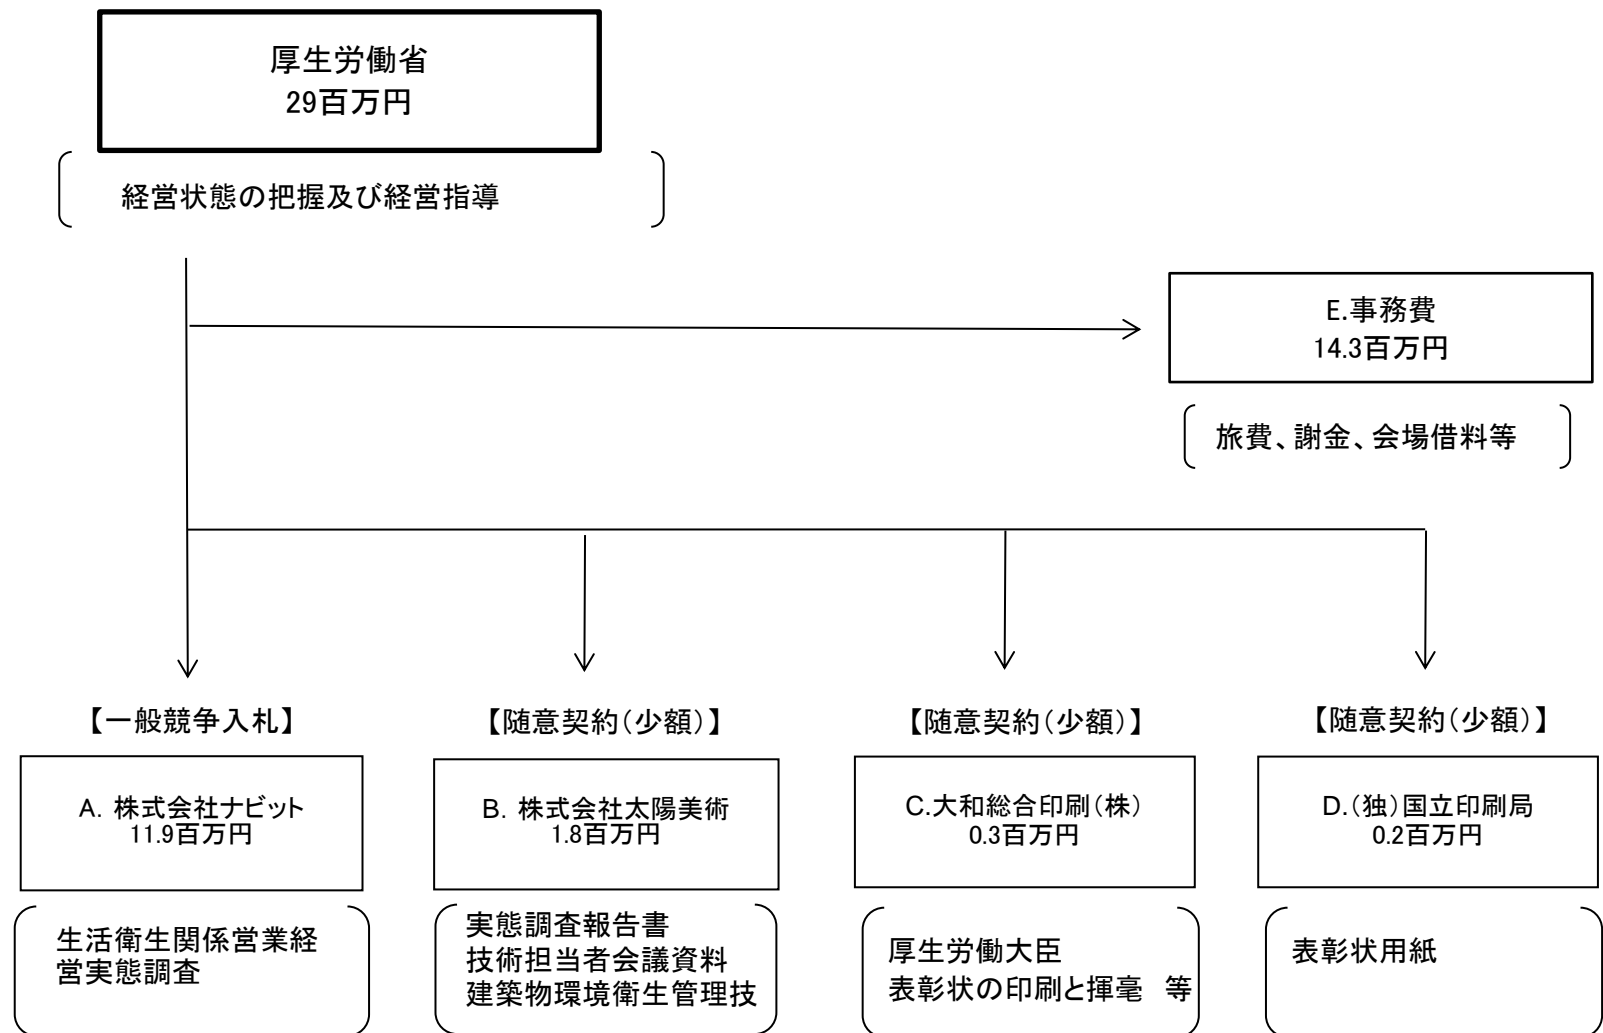 厚生労働省
29百万円
経営状態の把握及び経営指導
E.事務費
14.3百万円
旅費、謝金、会場借料等
【一般競争入札】
【随意契約(少額)】
【随意契約(少額)】
【随意契約(少額)】
A. 株式会社ナビット
11.9百万円
B. 株式会社太陽美術
1.8百万円
C.大和総合印刷(株)
0.3百万円
D.(独)国立印刷局
0.2百万円
生活衛生関係営業経
営実態調査
実態調査報告書
技術担当者会議資料
建築物環境衛生管理技
厚生労働大臣
表彰状の印刷と揮毫　等
表彰状用紙